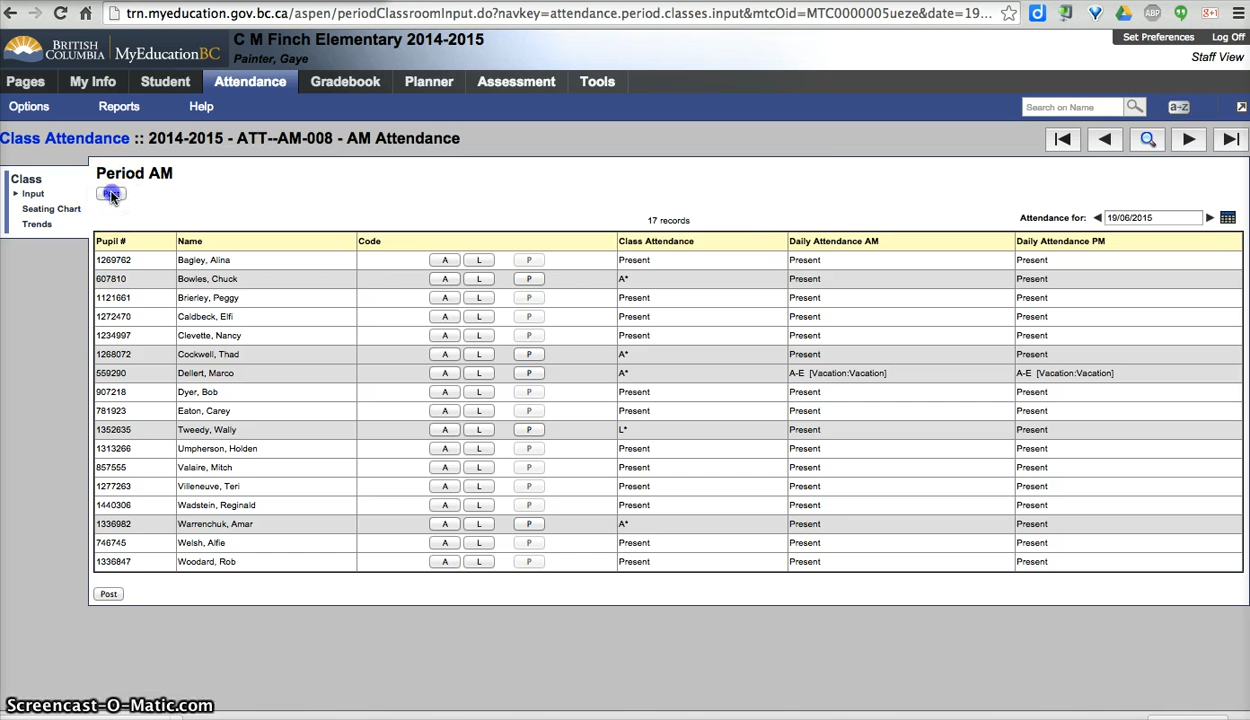 trn.myeducation.gov.bc.ca/aspen/periodClassroomInput.do?navkey=attendance.period.classes.input&mtcOid=MTC0000005ueze&date=19...
BRITISH COLUMBIA MyEducationBC
C M Finch Elementary 2014-2015
Painter, Gaye
Set Preferences Log Off
Staff View
Pages My Info Student Attendance Gradebook Planner Assessment Tools
Options Reports Help Search on Name a-z
Class Attendance :: 2014-2015 - ATT--AM-008 - AM Attendance
Class
Input
Seating Chart
Trends
Period AM
17 records
Attendance for: 19/06/2015
Pupil # Name Code Class Attendance Daily Attendance AM Daily Attendance PM
1269762 Bagley, Alina A L P Present Present Present
607810 Bowles, Chuck A L P A* Present Present
1121661 Brierley, Peggy A L P Present Present Present
1272470 Caldbeck, Elfi A L P Present Present Present
1234997 Clevette, Nancy A L P Present Present Present
1268072 Cockwell, Thad A L P A* Present Present
559290 Dellert, Marco A L P A* A-E [Vacation:Vacation] A-E [Vacation:Vacation]
907218 Dyer, Bob A L P Present Present Present
781923 Eaton, Carey A L P Present Present Present
1352635 Tweedy, Wally A L P L* Present Present
1313266 Umpherson, Holden A L P Present Present Present
857555 Valaire, Mitch A L P Present Present Present
1277263 Villeneuve, Teri A L P Present Present Present
1440306 Wadstein, Reginald A L P Present Present Present
1336982 Warrenchuk, Amar A L P A* Present Present
746745 Welsh, Alfie A L P Present Present Present
1336847 Woodard, Rob A L P Present Present Present
Post
Screencast-O-Matic.com